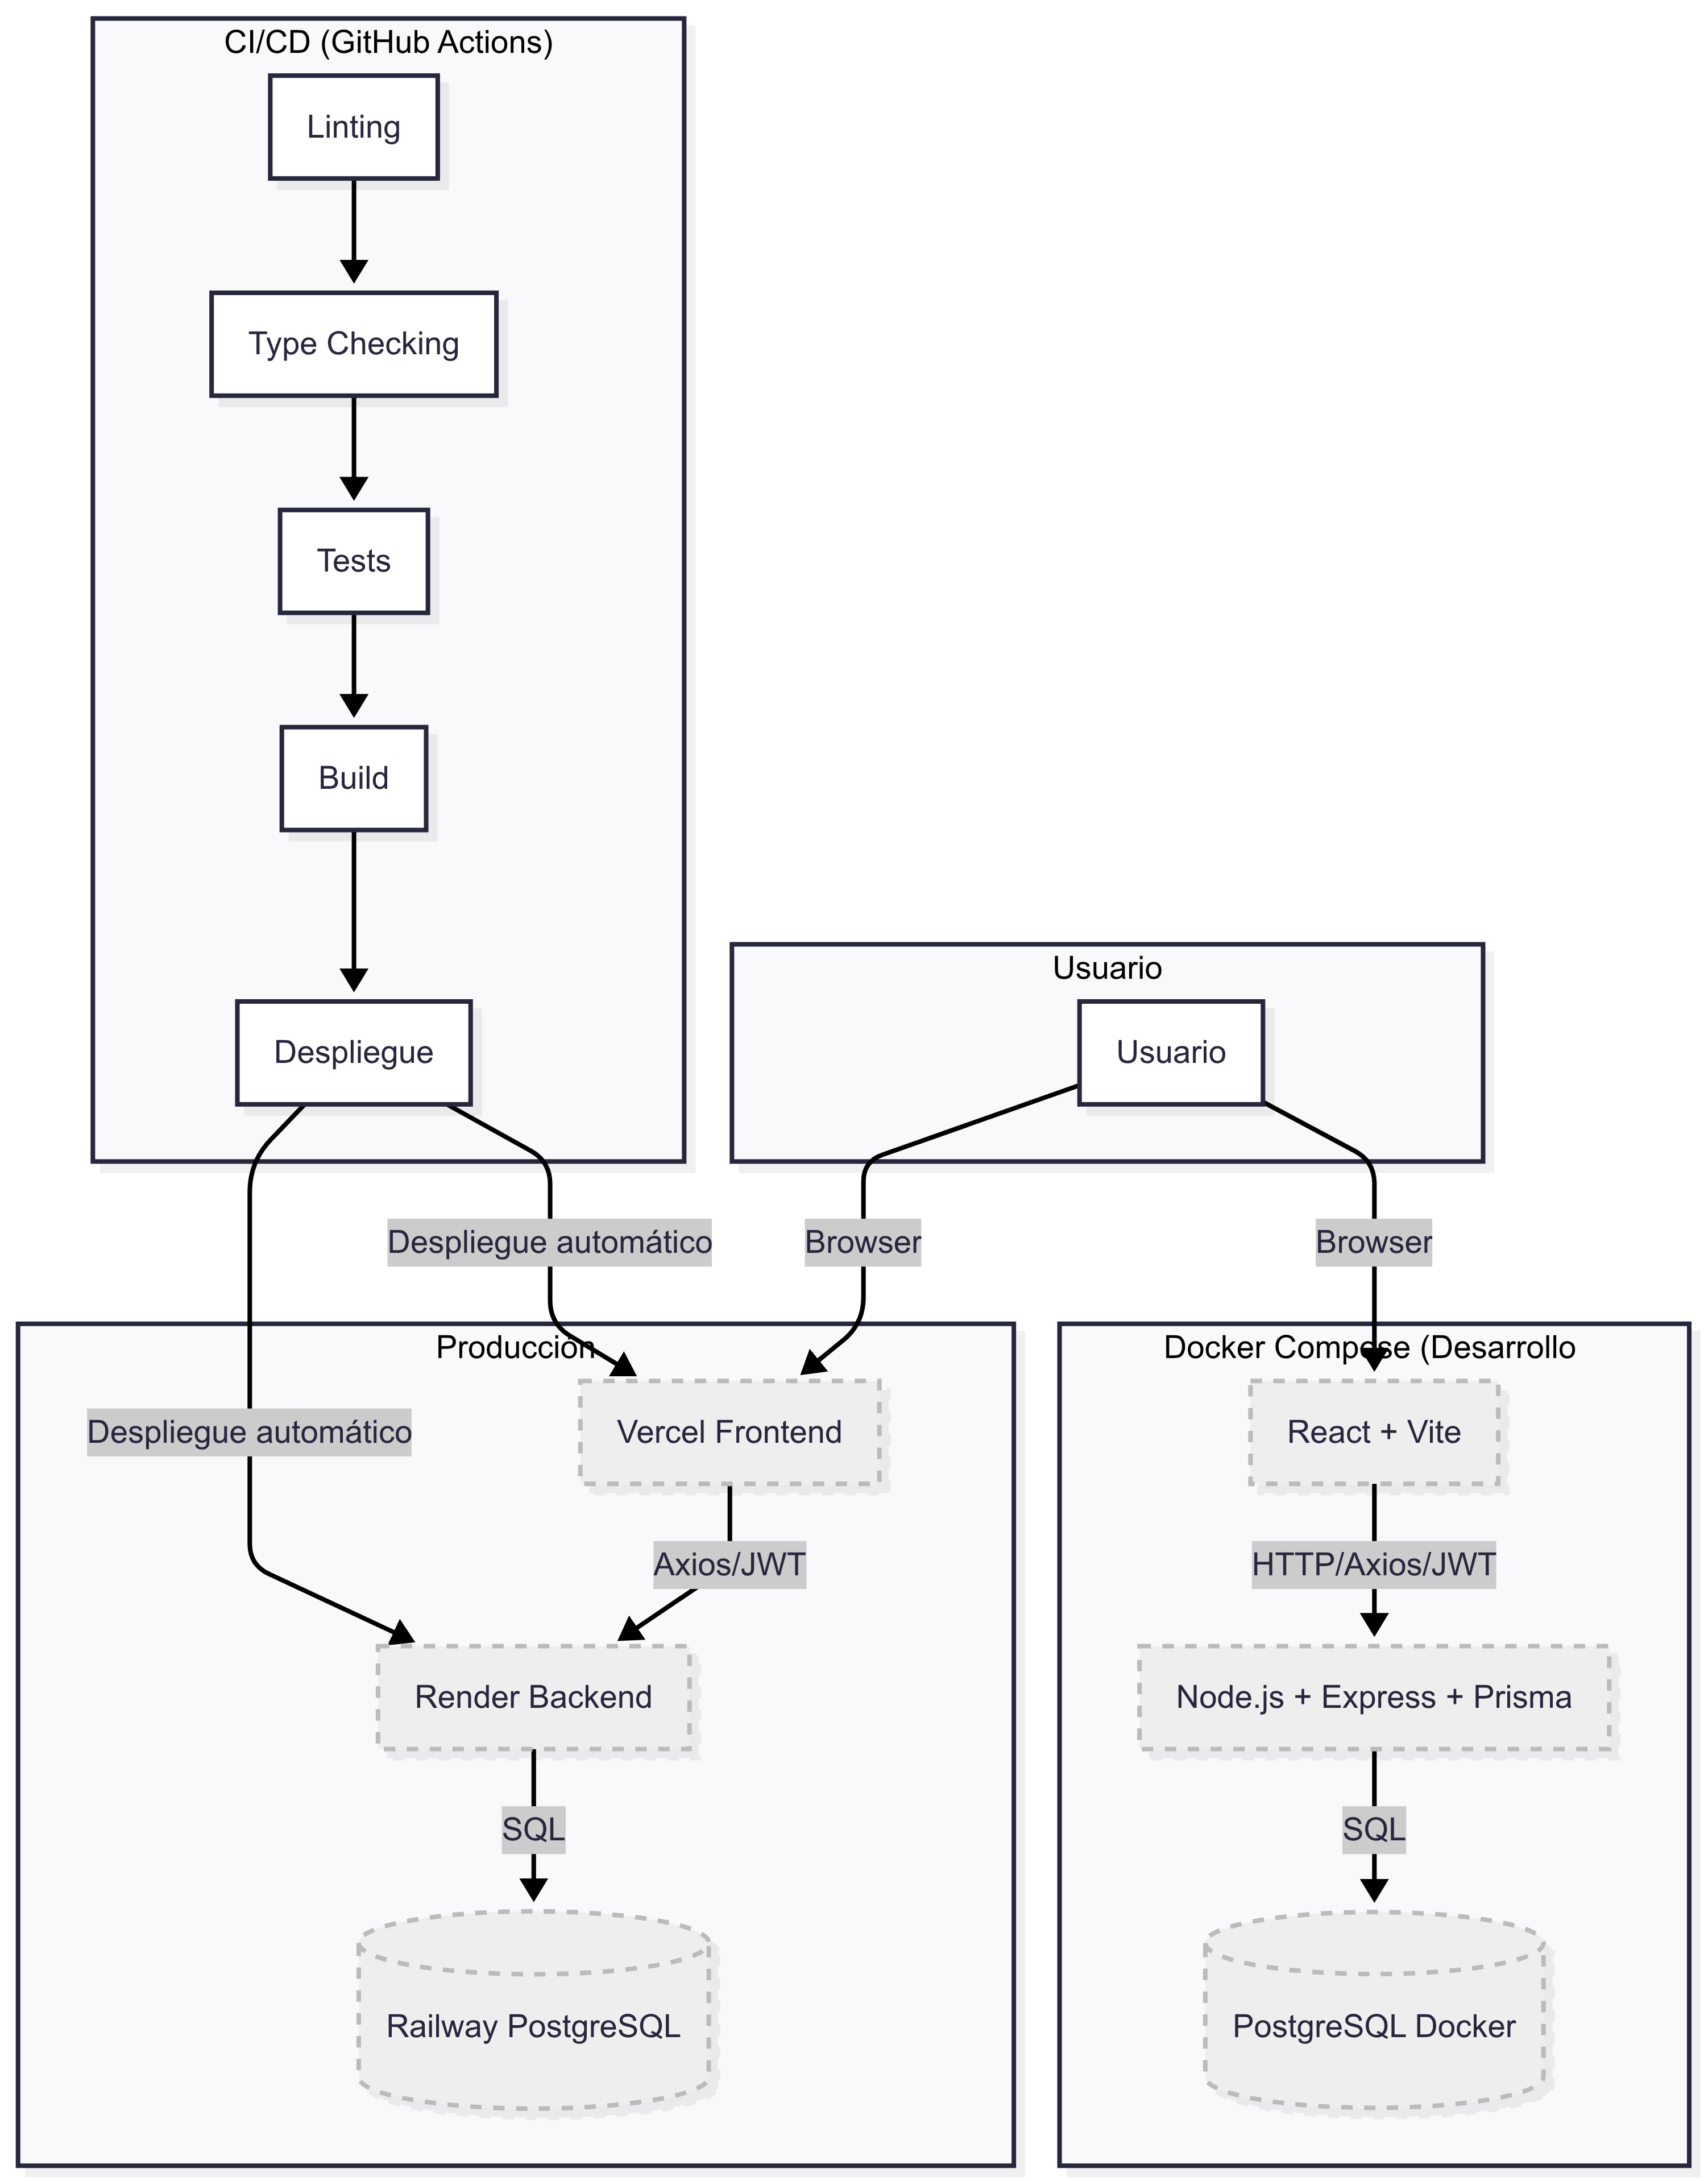 CI/CD (GitHub Actions)
Linting
Type Checking
Tests
Build
Despliegue
Usuario
Usuario
Despliegue automático
Browser
Browser
Producción
Docker Compose (Desarrollo
Despliegue automático
Vercel Frontend
React + Vite
Axios/JWT
HTTP/Axios/JWT
Render Backend
Node.js + Express + Prisma
SQL
SQL
Railway PostgreSQL
PostgreSQL Docker